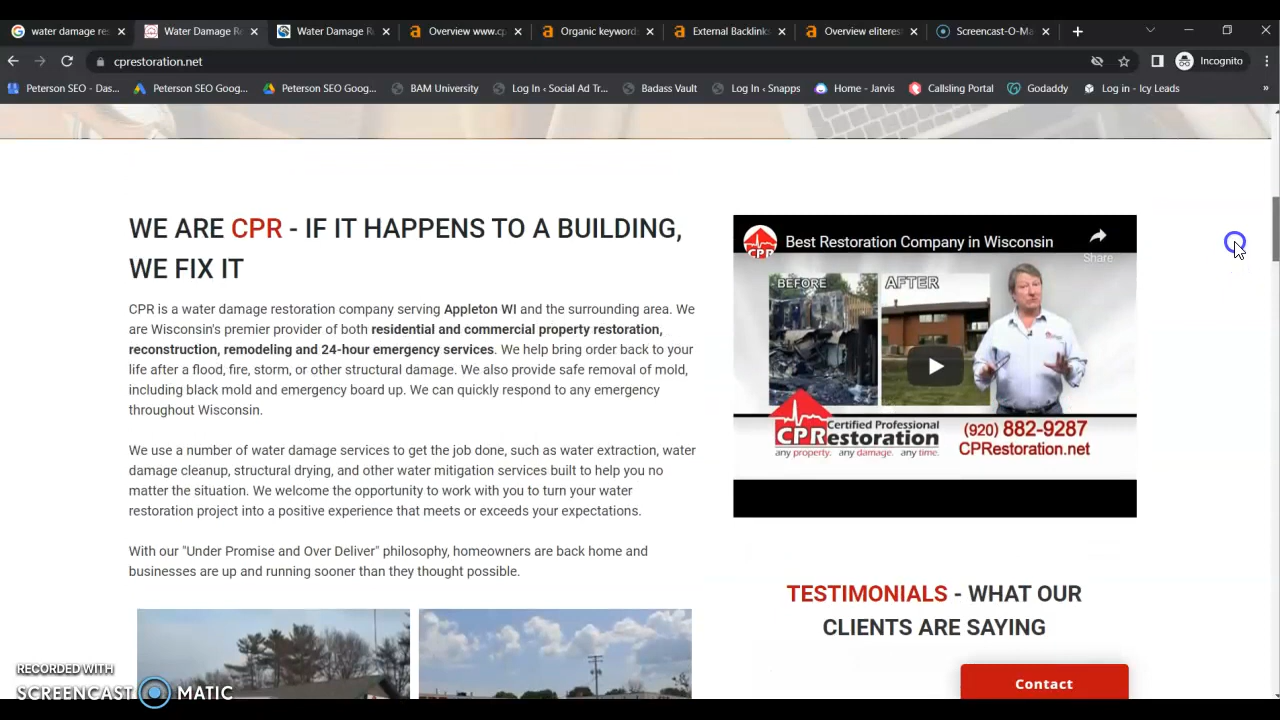 water damage re
Water Damage R
Water Damage R
Overview www.c
Organic keyword
External Backlinks
Overview eliteres
Screencast-O-Ma
cprestoration.net
Incognito
Peterson SEO - Das...
Peterson SEO Goog...
Peterson SEO Goog...
BAM University
Log In ‹ Social Ad Tr...
Badass Vault
Log In ‹ Snapps
Home - Jarvis
Callsling Portal
Godaddy
Log in - Icy Leads
»
WE ARE CPR - IF IT HAPPENS TO A BUILDING,
WE FIX IT
CPR is a water damage restoration company serving Appleton WI and the surrounding area. We
are Wisconsin's premier provider of both residential and commercial property restoration,
reconstruction, remodeling and 24-hour emergency services. We help bring order back to your
life after a flood, fire, storm, or other structural damage. We also provide safe removal of mold,
including black mold and emergency board up. We can quickly respond to any emergency
throughout Wisconsin.
We use a number of water damage services to get the job done, such as water extraction, water
damage cleanup, structural drying, and other water mitigation services built to help you no
matter the situation. We welcome the opportunity to work with you to turn your water
restoration project into a positive experience that meets or exceeds your expectations.
With our "Under Promise and Over Deliver" philosophy, homeowners are back home and
businesses are up and running sooner than they thought possible.
CPR
Best Restoration Company in Wisconsin
Share
BEFORE
AFTER
Certified Professional
CPRestoration
any property. any damage. any time.
(920) 882-9287
CPRestoration.net
TESTIMONIALS - WHAT OUR
CLIENTS ARE SAYING
Contact
RECORDED WITH
SCREENCAST MATIC